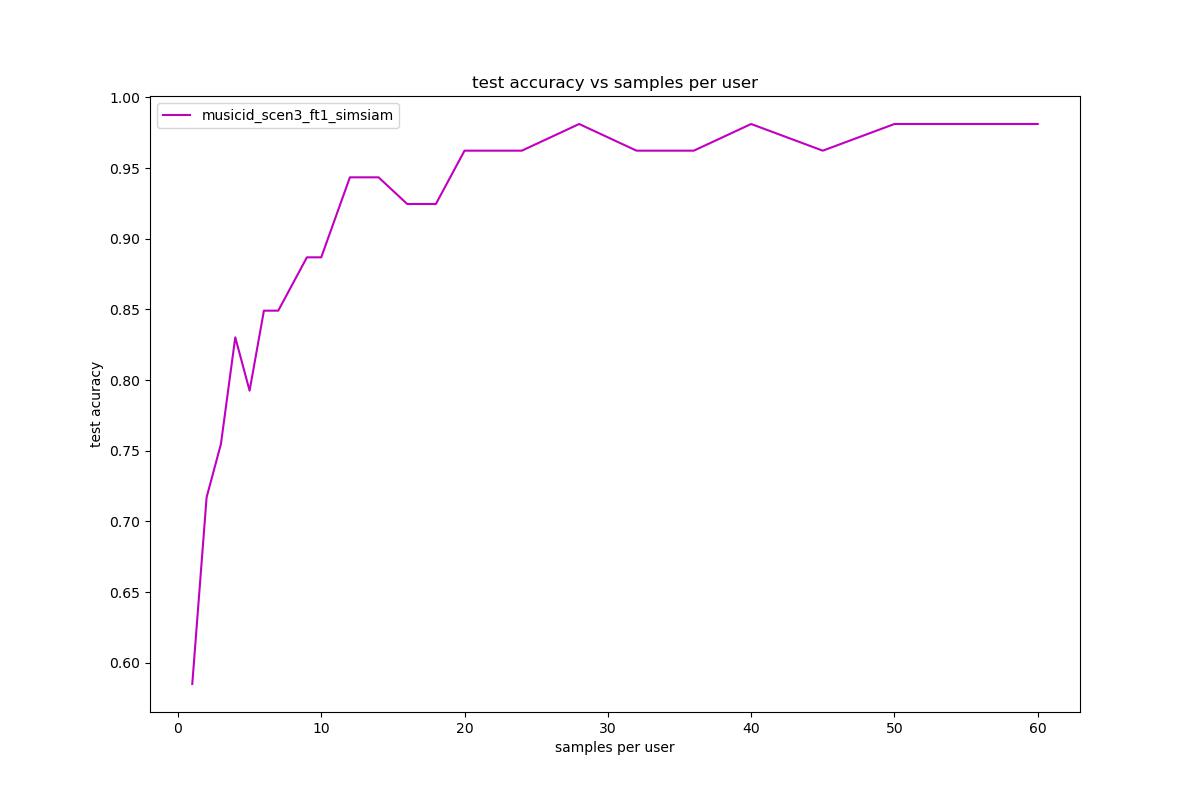 test accuracy vs samples per user
musicid_scen3_ft1_simsiam
1.00
0.95
0.90
0.85
0.80
0.75
0.70
0.65
0.60
test acuracy
0 10 20 30 40 50 60
samples per user